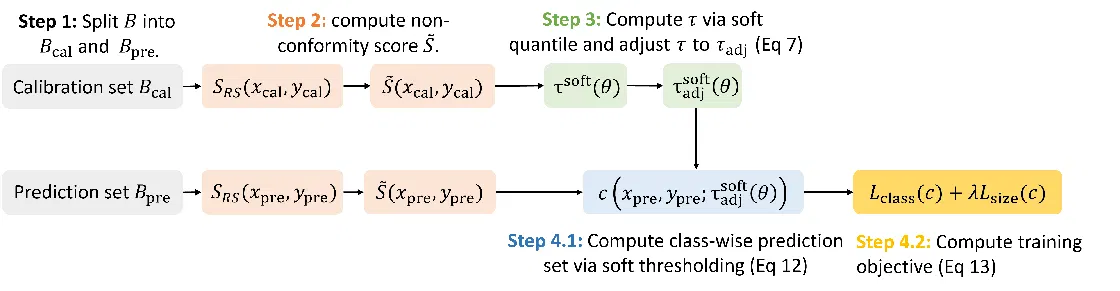 Step 1: Split B into
B_cal and B_pre.
Step 2: compute non-
conformity score S̃.
Step 3: Compute τ via soft
quantile and adjust τ to τ_adj (Eq 7)
Calibration set B_cal
S_RS(x_cal, y_cal)
S̃(x_cal, y_cal)
τ^soft(θ)
τ_adj^soft(θ)
Prediction set B_pre
S_RS(x_pre, y_pre)
S̃(x_pre, y_pre)
c(x_pre, y_pre; τ_adj^soft(θ))
L_class(c) + λL_size(c)
Step 4.1: Compute class-wise prediction
set via soft thresholding (Eq 12)
Step 4.2: Compute training
objective (Eq 13)